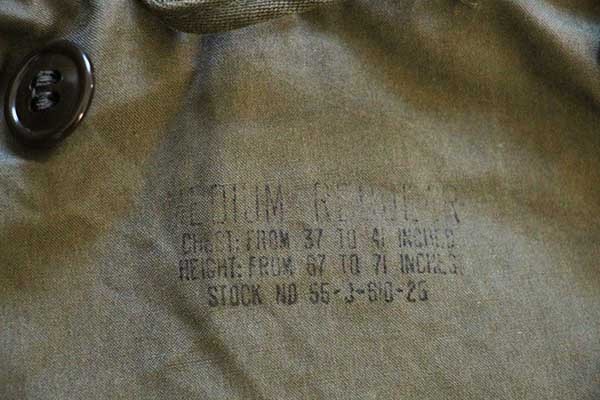 MEDIUM REGULAR
CHEST: FROM 37 TO 41 INCHES
HEIGHT: FROM 67 TO 71 INCHES
STOCK NO 55-J-610-25